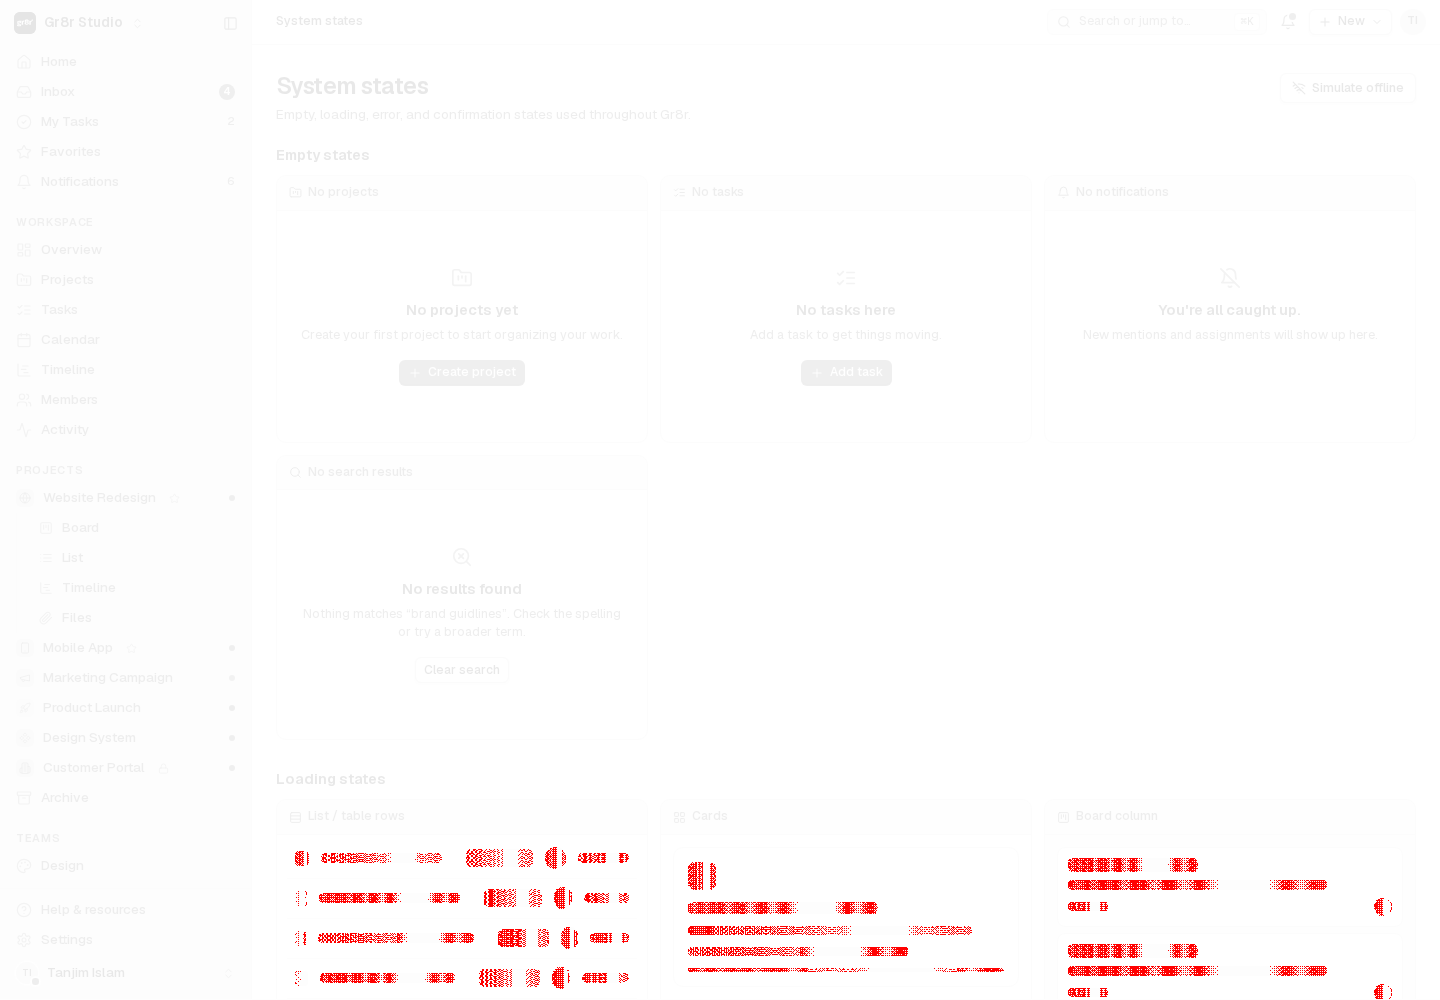 gr8r Gr8r Studio
System states
Search or jump to...
⌘K
New
TI
Home
Inbox 4
My Tasks 2
Favorites
Notifications 6
WORKSPACE
Overview
Projects
Tasks
Calendar
Timeline
Members
Activity
PROJECTS
Website Redesign
Board
List
Timeline
Files
Mobile App
Marketing Campaign
Product Launch
Design System
Customer Portal
Archive
TEAMS
Design
Help & resources
Settings
TI Tanjim Islam
System states
Simulate offline
Empty, loading, error, and confirmation states used throughout Gr8r.
Empty states
No projects
No projects yet
Create your first project to start organizing your work.
Create project
No tasks
No tasks here
Add a task to get things moving.
Add task
No notifications
You're all caught up.
New mentions and assignments will show up here.
No search results
No results found
Nothing matches “brand guidlines”. Check the spelling
or try a broader term.
Clear search
Loading states
List / table rows
Cards
Board column